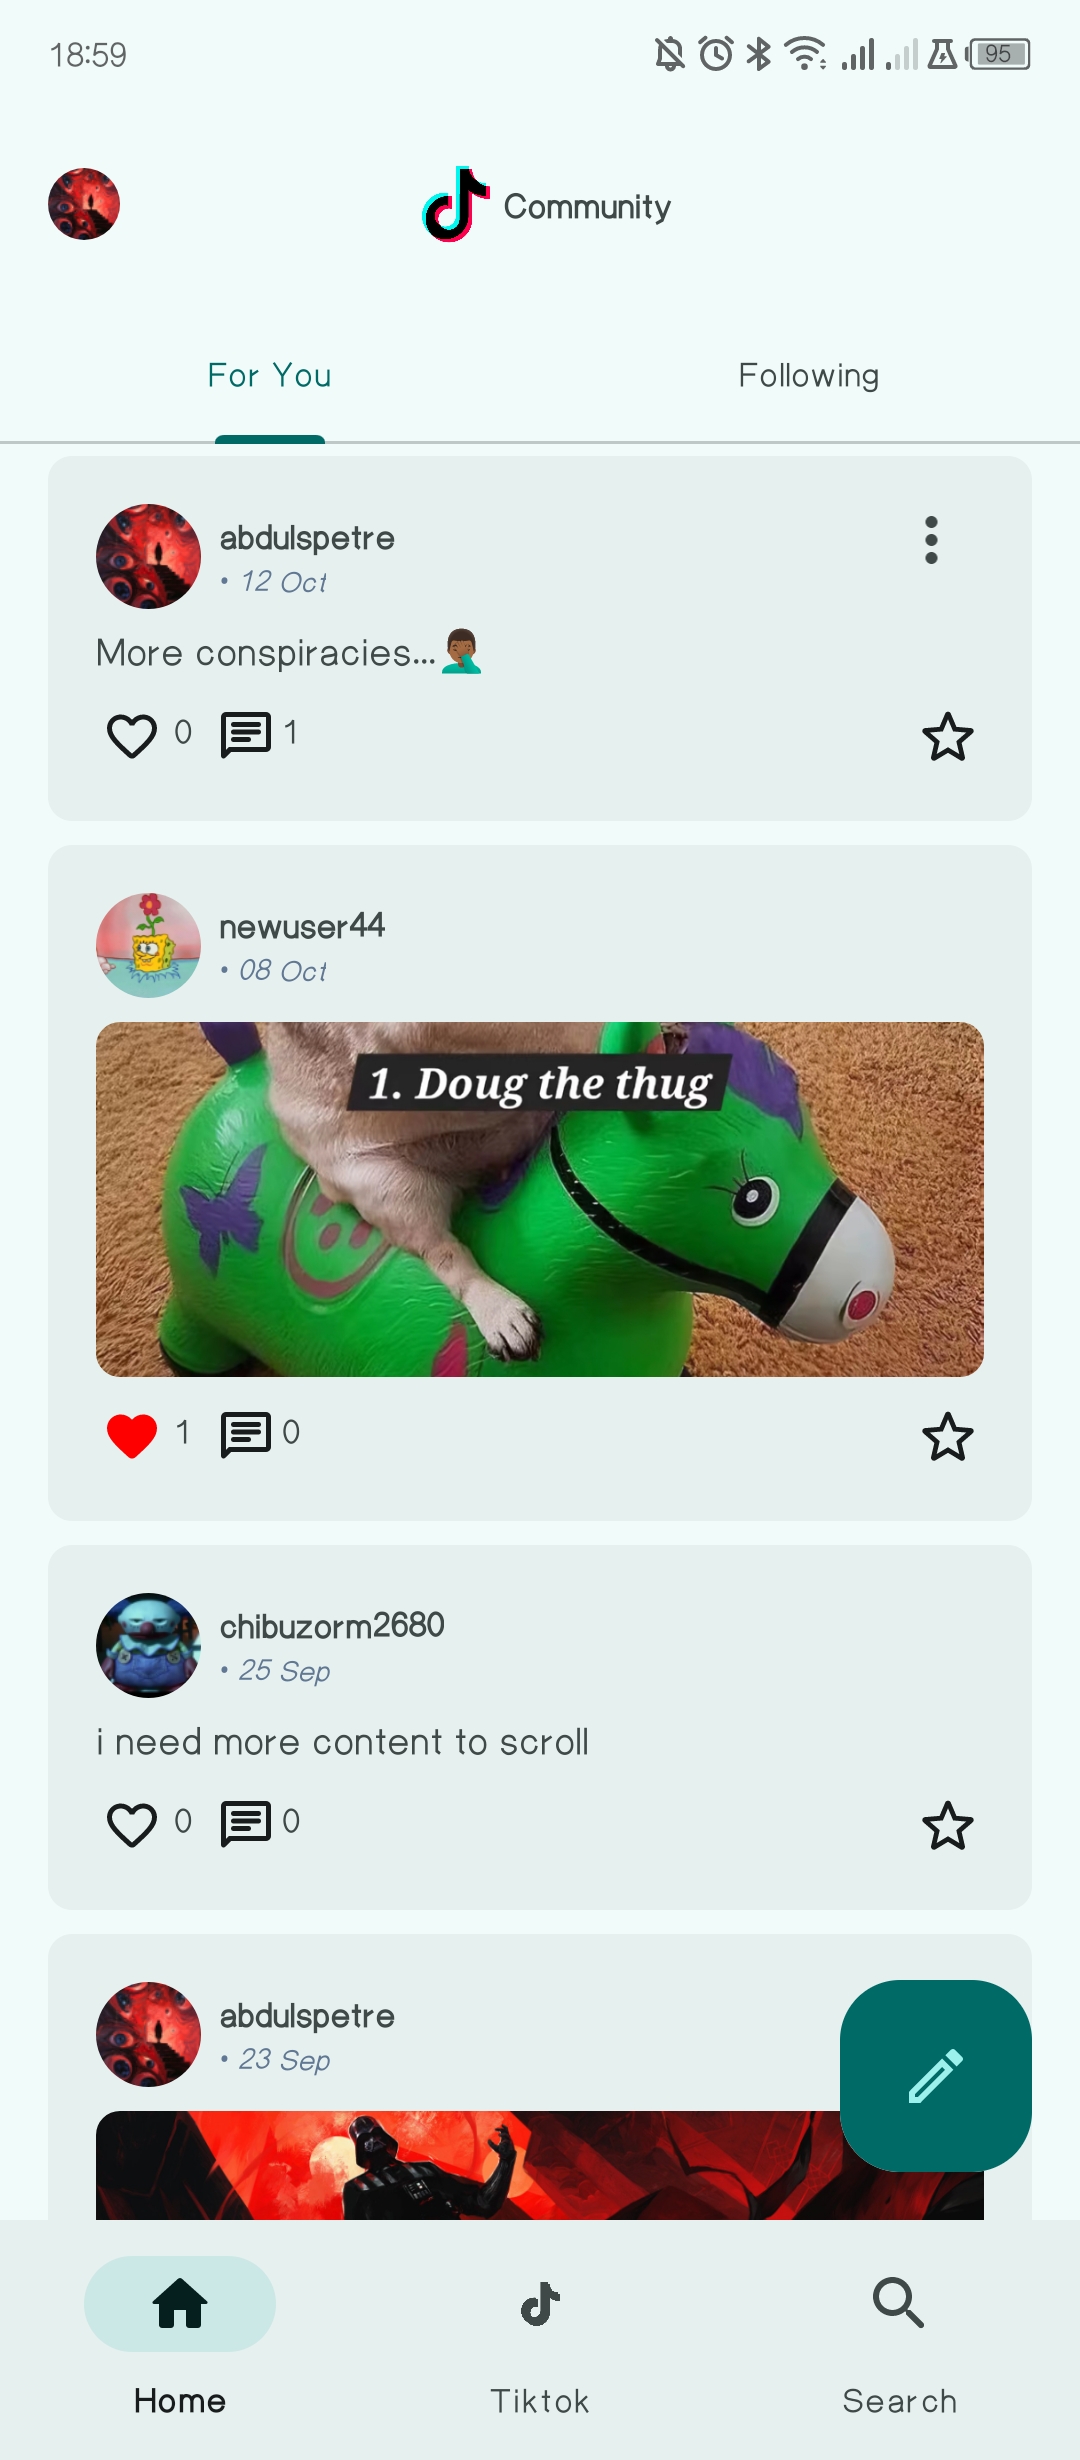 18:59
95
Community
For You
Following
abdulspetre
• 12 Oct
More conspiracies...🤦🏾‍♂️
0
1
newuser44
• 08 Oct
1. Doug the thug
1
0
chibuzorm2680
• 25 Sep
i need more content to scroll
0
0
abdulspetre
• 23 Sep
Home
Tiktok
Search